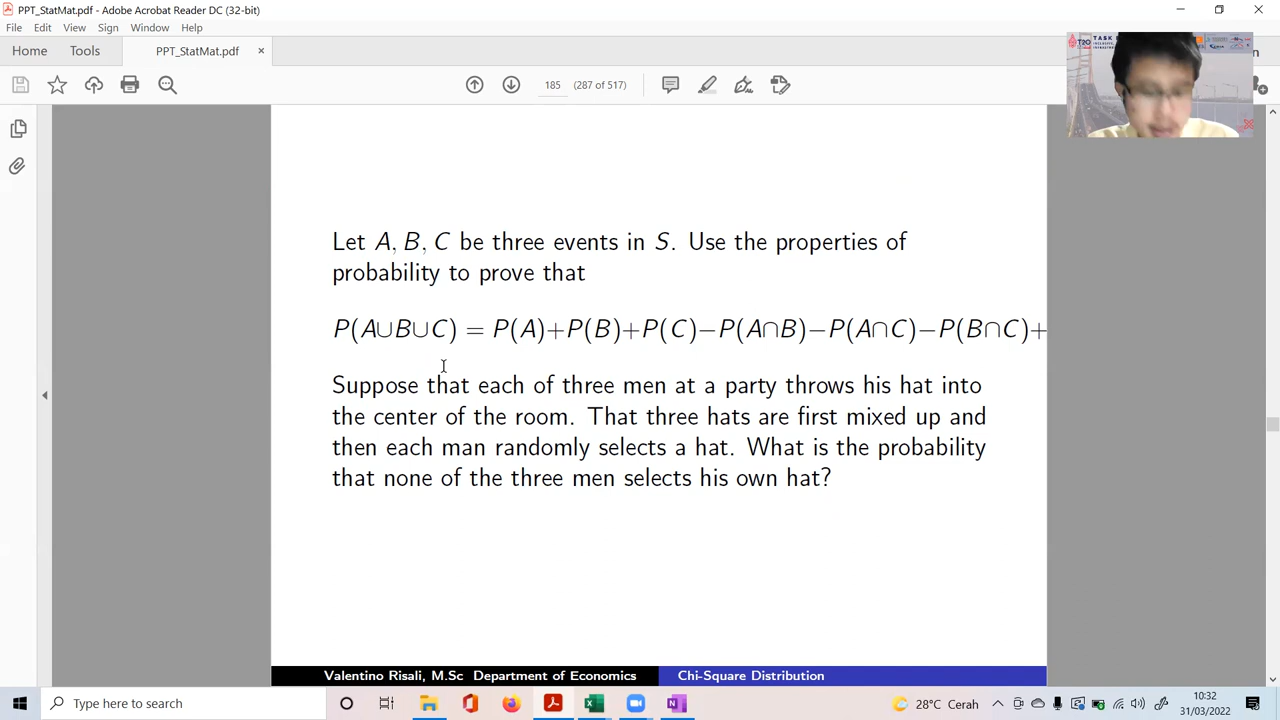 PPT_StatMat.pdf - Adobe Acrobat Reader DC (32-bit)
File Edit View Sign Window Help
Home Tools PPT_StatMat.pdf ×
185 (287 of 517)
T20 TASK
Let A, B, C be three events in S. Use the properties of
probability to prove that
P(A∪B∪C) = P(A)+P(B)+P(C)−P(A∩B)−P(A∩C)−P(B∩C)+
Suppose that each of three men at a party throws his hat into
the center of the room. That three hats are first mixed up and
then each man randomly selects a hat. What is the probability
that none of the three men selects his own hat?
Valentino Risali, M.Sc Department of Economics Chi-Square Distribution
Type here to search
28°C Cerah
10:32
31/03/2022